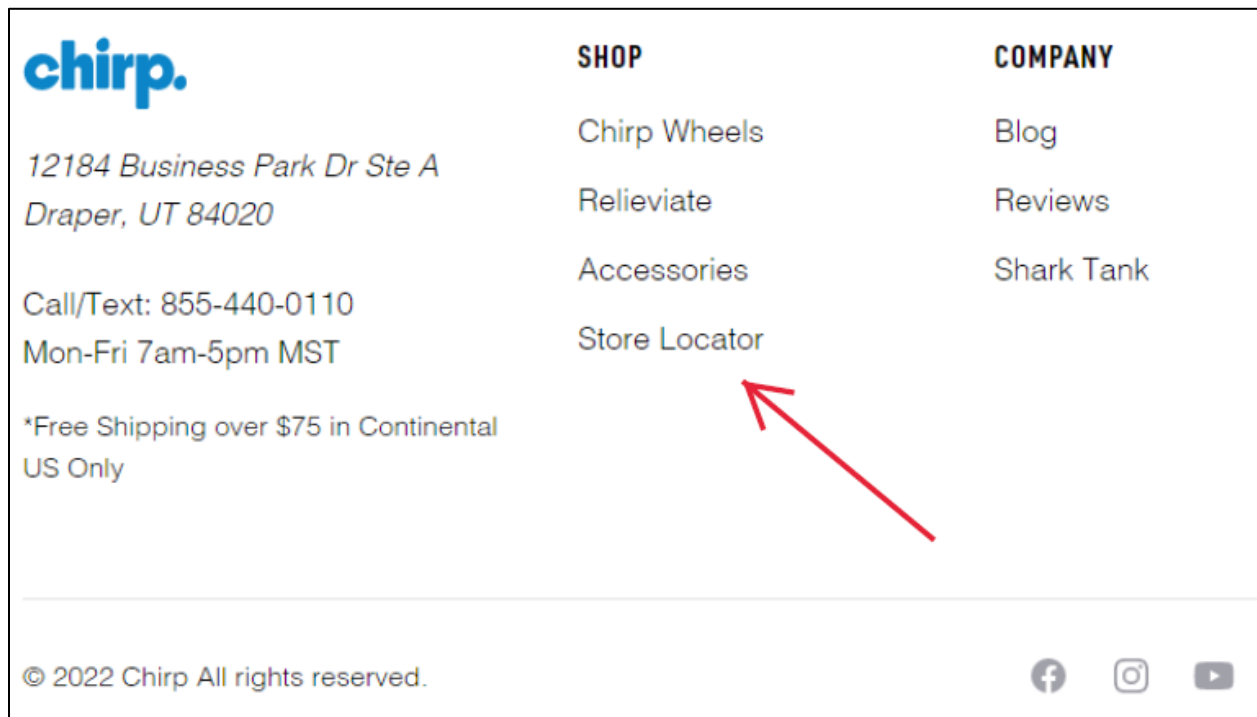 chirp.
12184 Business Park Dr Ste A
Draper, UT 84020
Call/Text: 855-440-0110
Mon-Fri 7am-5pm MST
*Free Shipping over $75 in Continental
US Only
SHOP
Chirp Wheels
Relieviate
Accessories
Store Locator
COMPANY
Blog
Reviews
Shark Tank
© 2022 Chirp All rights reserved.